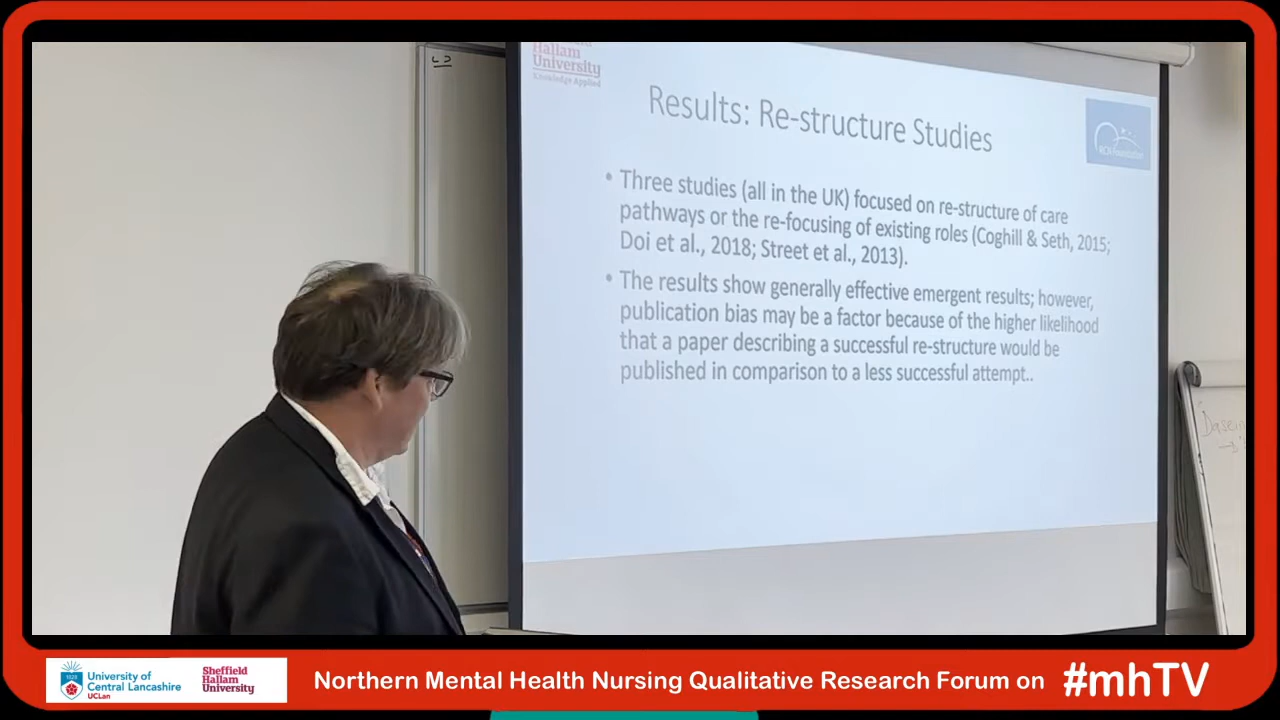 Hallam
University
Knowledge Applied
Results: Re-structure Studies
RCN Foundation
• Three studies (all in the UK) focused on re-structure of care
pathways or the re-focusing of existing roles (Coghill & Seth, 2015;
Doi et al., 2018; Street et al., 2013).
• The results show generally effective emergent results; however,
publication bias may be a factor because of the higher likelihood
that a paper describing a successful re-structure would be
published in comparison to a less successful attempt..
University of
Central Lancashire
UCLan
Sheffield
Hallam
University
Northern Mental Health Nursing Qualitative Research Forum on #mhTV